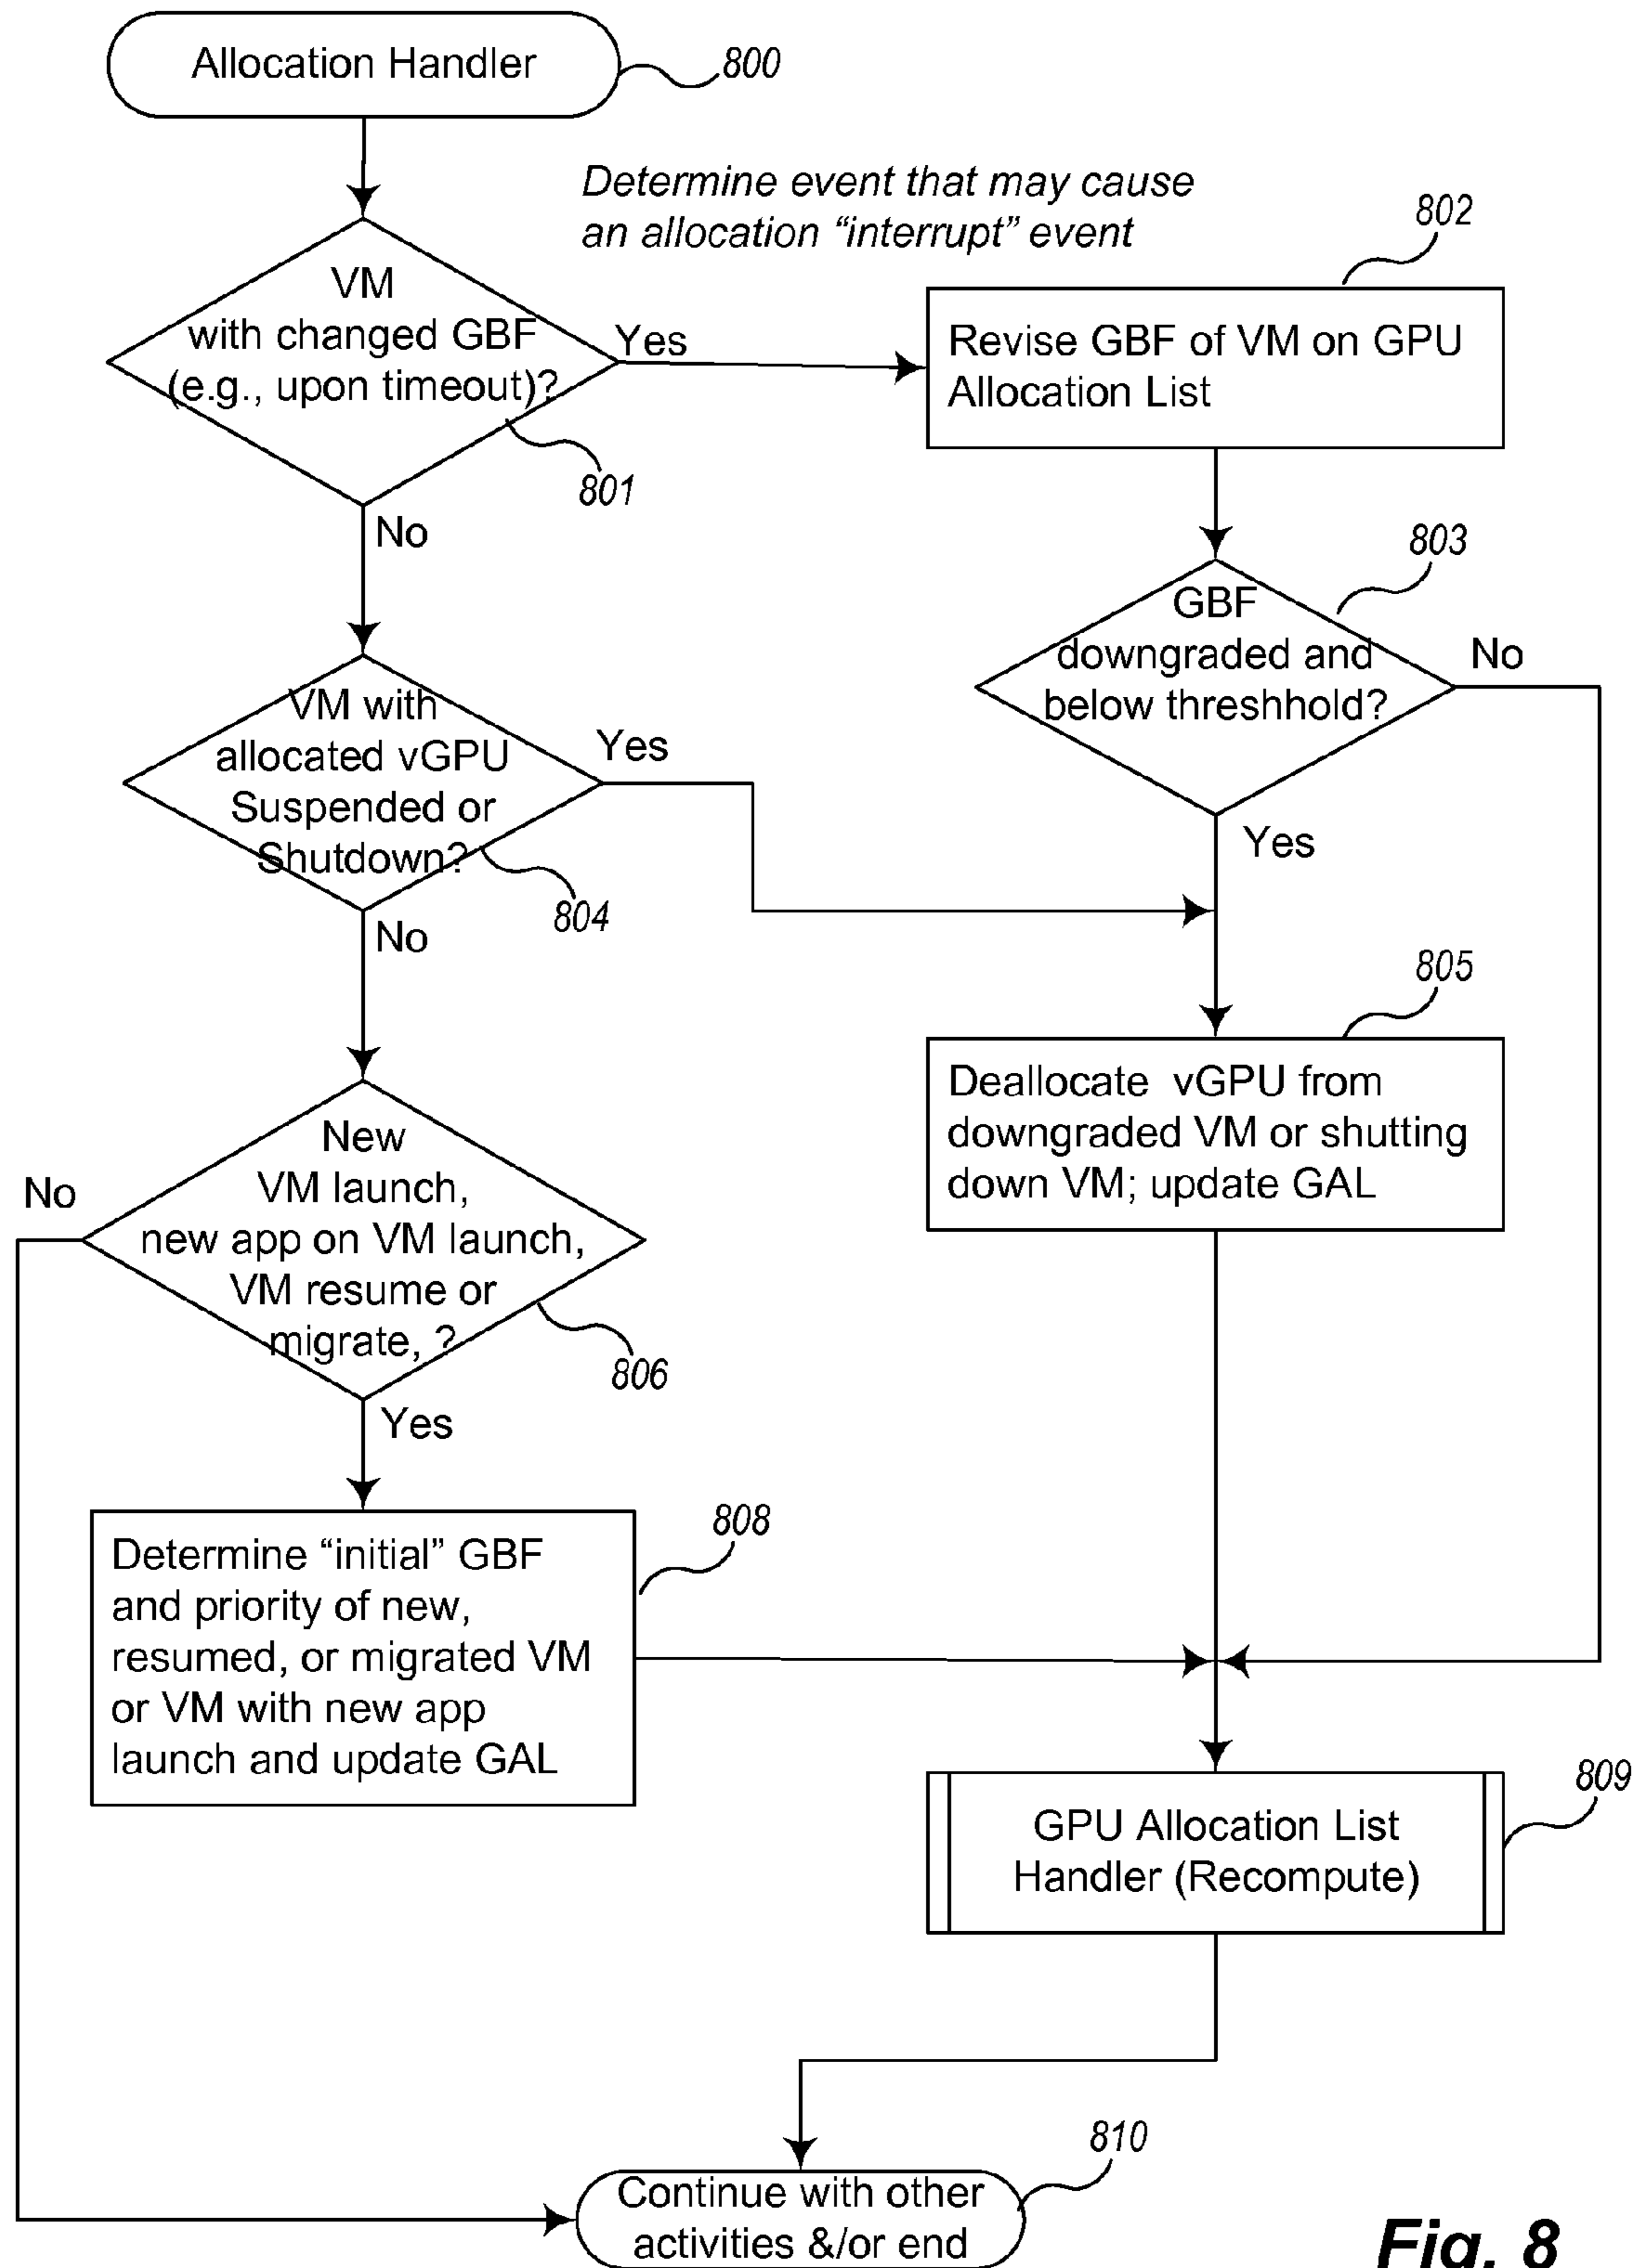 Allocation Handler
800
Determine event that may cause
an allocation “interrupt” event
VM
with changed GBF
(e.g., upon timeout)?
Yes
801
No
802
Revise GBF of VM on GPU
Allocation List
803
GBF
downgraded and
below threshhold?
No
Yes
VM with
allocated vGPU
Suspended or
Shutdown?
Yes
804
No
805
Deallocate vGPU from
downgraded VM or shutting
down VM; update GAL
New
VM launch,
new app on VM launch,
VM resume or
migrate, ?
No
806
Yes
808
Determine “initial” GBF
and priority of new,
resumed, or migrated VM
or VM with new app
launch and update GAL
809
GPU Allocation List
Handler (Recompute)
810
Continue with other
activities &/or end
Fig. 8